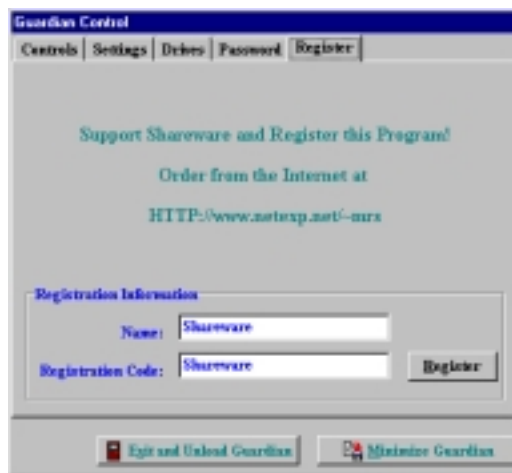 Guardian Control
Controls Settings Drives Password Register
Support Shareware and Register this Program!
Order from the Internet at
HTTP://www.netexp.net/~mrs
Registration Information
Name: Shareware
Registration Code: Shareware
Register
Exit and Unload Guardian Minimize Guardian